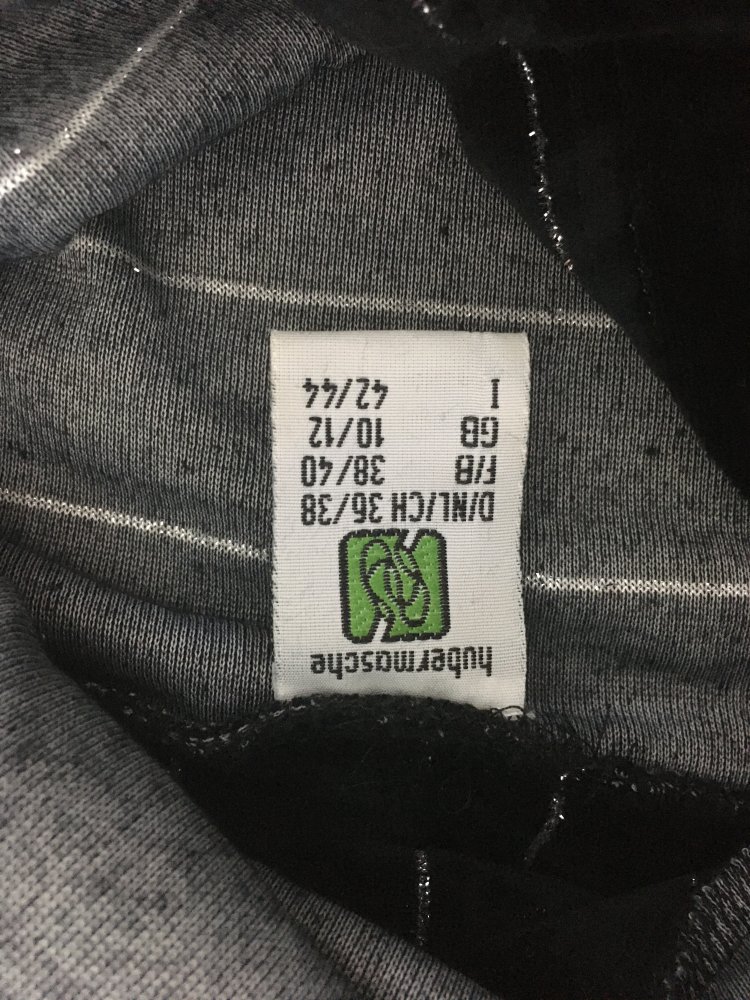 hubermasche
D/NL/CH 36/38
F/B 38/40
GB 10/12
I 42/44